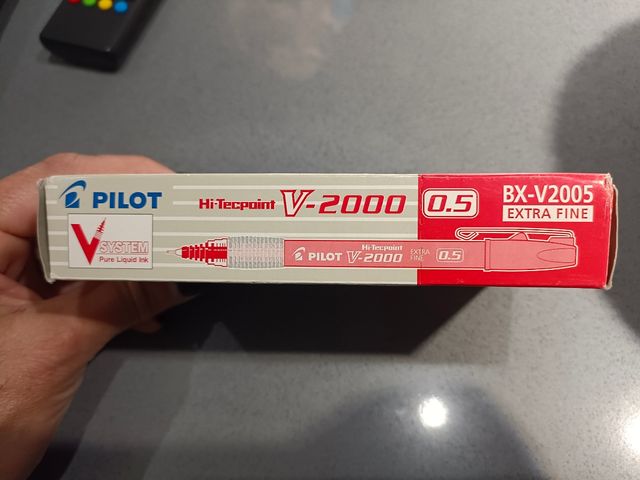 PILOT
V SYSTEM
Pure Liquid Ink
Hi-Tecpoint V-2000 0.5
BX-V2005
EXTRA FINE
PILOT Hi-Tecpoint V-2000 EXTRA FINE 0.5